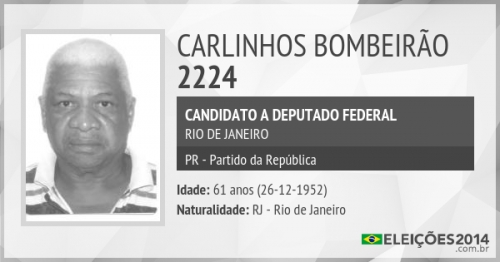 CARLINHOS BOMBEIRÃO
2224
CANDIDATO A DEPUTADO FEDERAL
RIO DE JANEIRO
PR - Partido da República
Idade: 61 anos (26-12-1952)
Naturalidade: RJ - Rio de Janeiro
ELEIÇÕES2014
.com.br